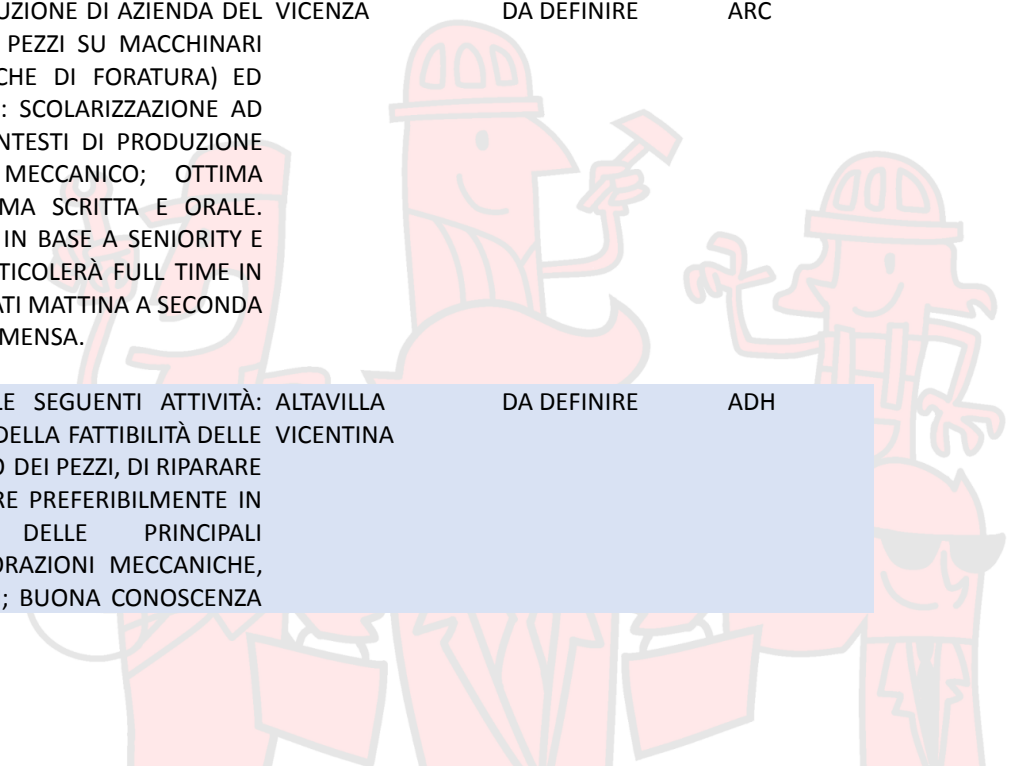 UZIONE DI AZIENDA DEL VICENZA DA DEFINIRE ARC
PEZZI SU MACCHINARI
CHE DI FORATURA) ED
: SCOLARIZZAZIONE AD
NTESTI DI PRODUZIONE
MECCANICO; OTTIMA
MA SCRITTA E ORALE.
IN BASE A SENIORITY E
TICOLERÀ FULL TIME IN
ATI MATTINA A SECONDA
MENSA.
LE SEGUENTI ATTIVITÀ: ALTAVILLA DA DEFINIRE ADH
DELLA FATTIBILITÀ DELLE VICENTINA
O DEI PEZZI, DI RIPARARE
RE PREFERIBILMENTE IN
DELLE PRINCIPALI
ORAZIONI MECCANICHE,
; BUONA CONOSCENZA